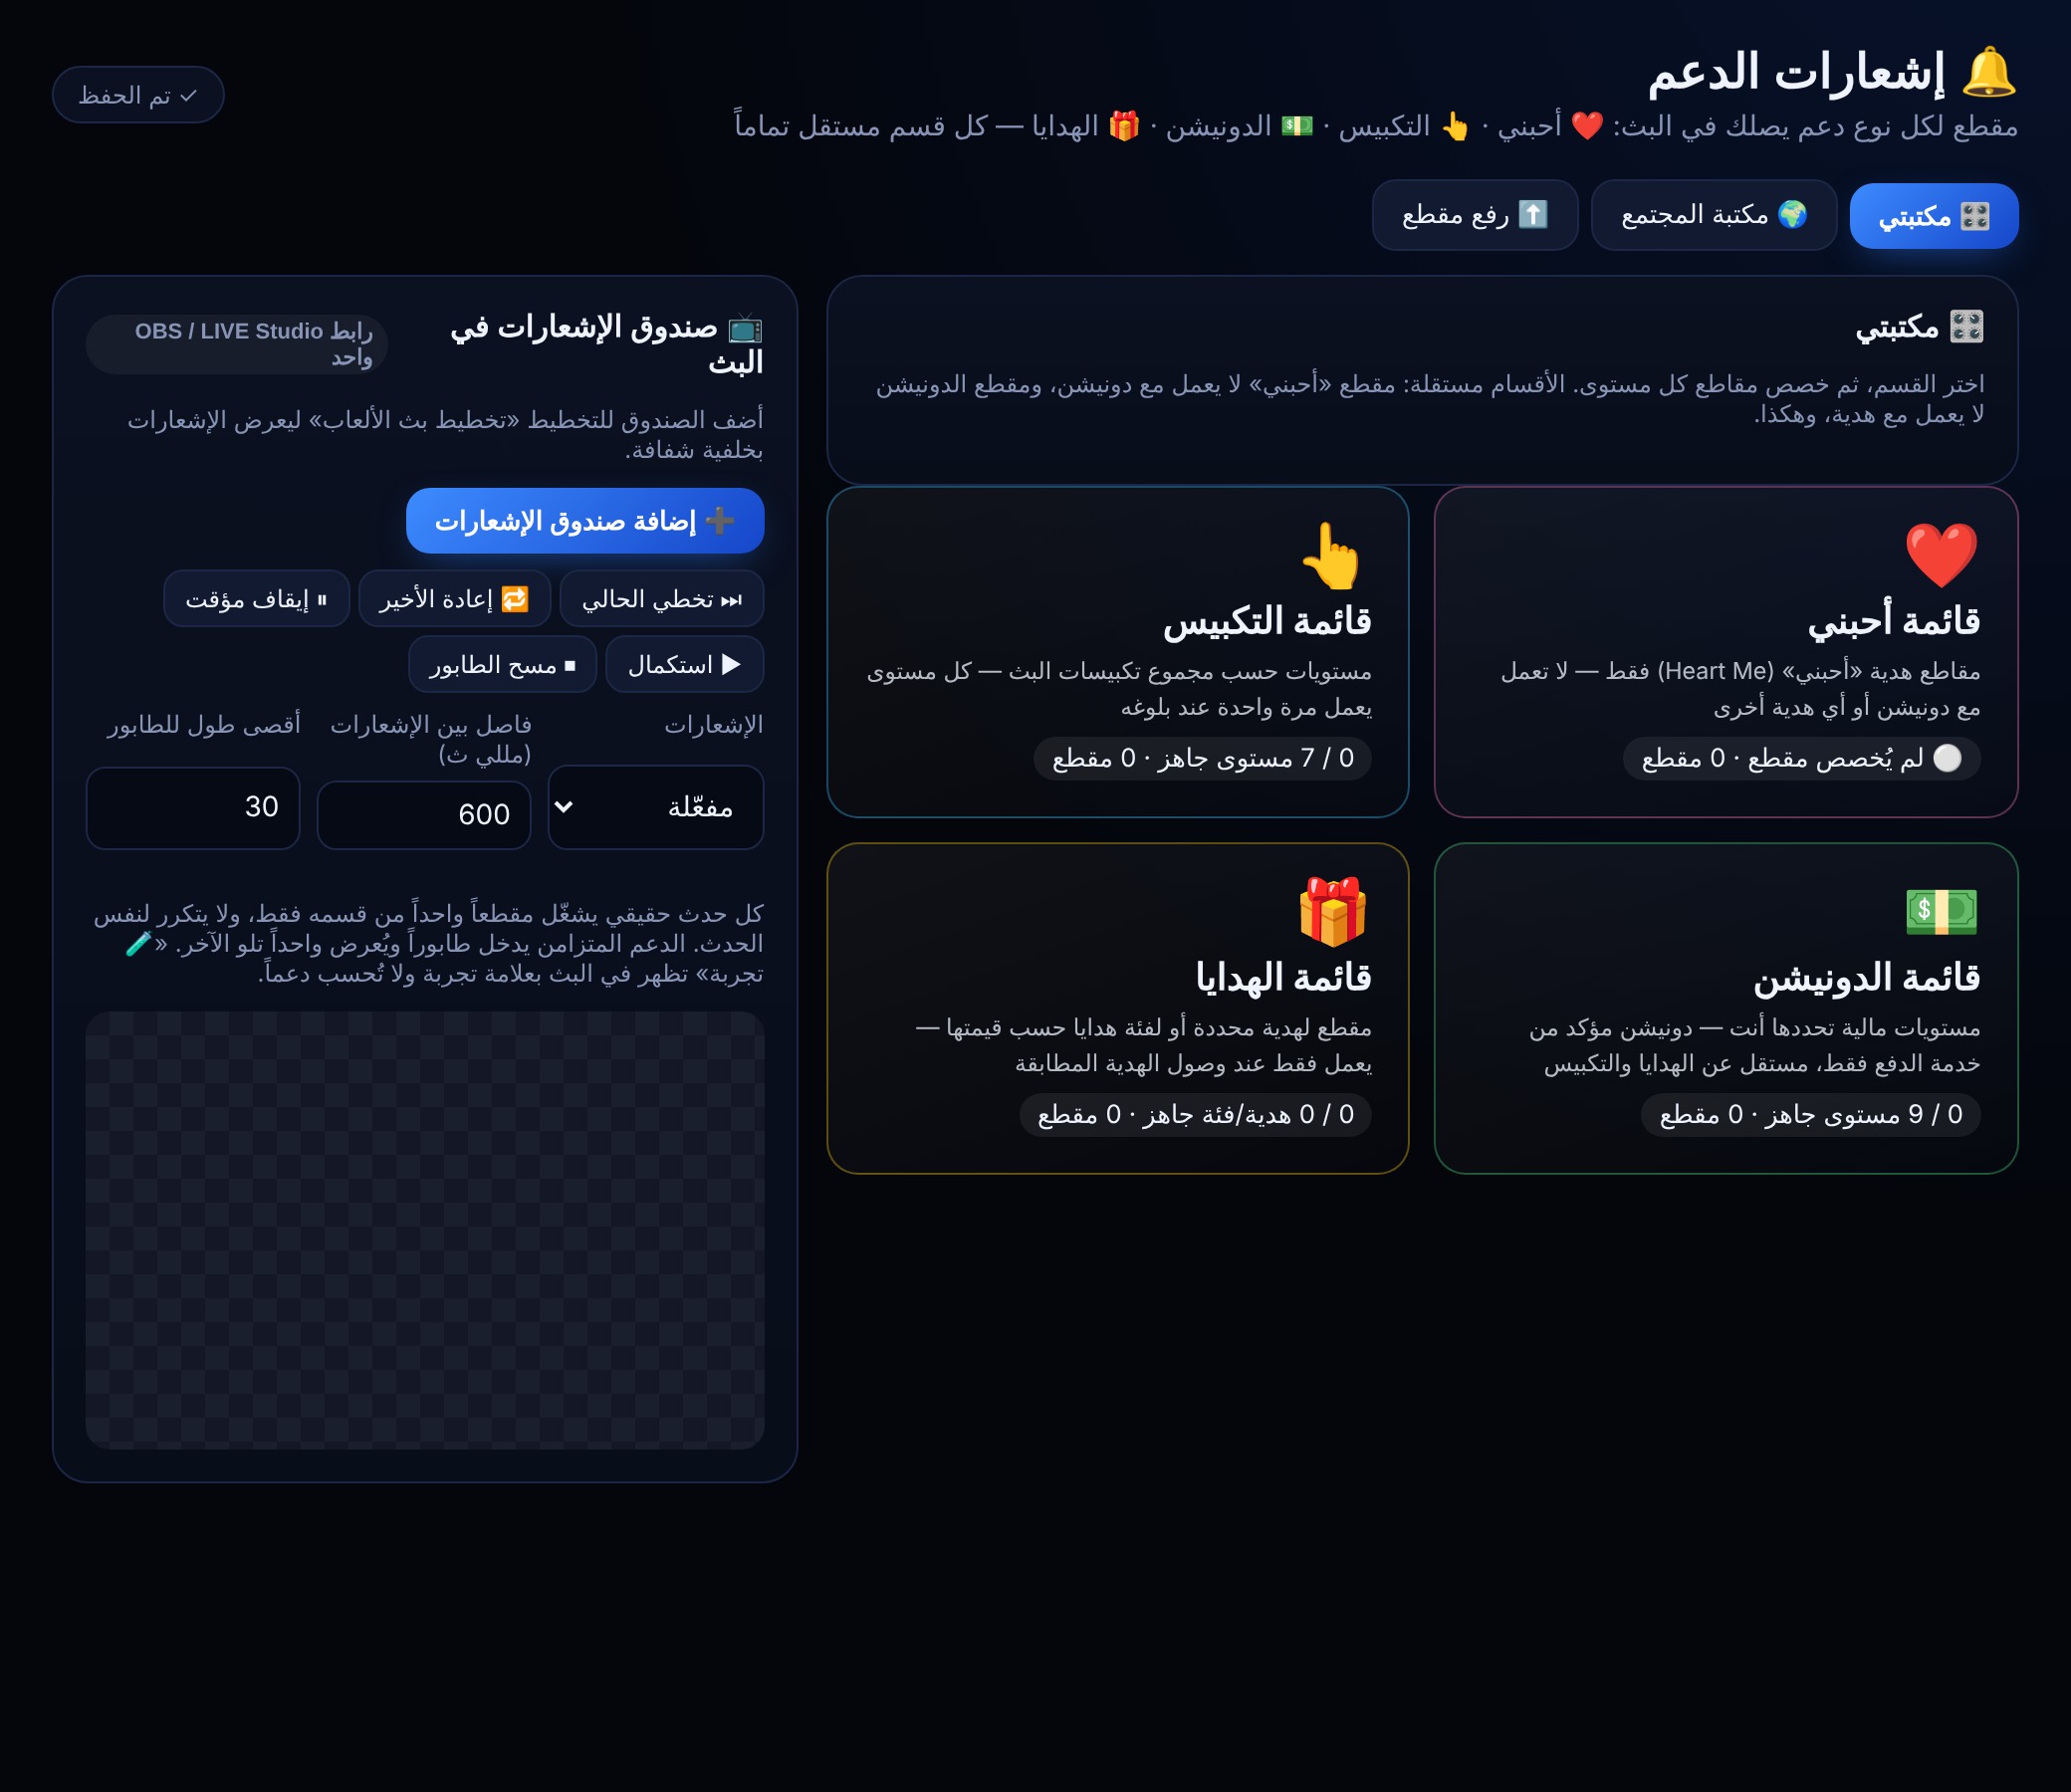 🔔 إشعارات الدعم
مقطع لكل نوع دعم يصلك في البث: ❤️ أحبني · 👆 التكبيس · 💵 الدونيشن · 🎁 الهدايا — كل قسم مستقل تماماً
✓ تم الحفظ
🎛️ مكتبتي
🌍 مكتبة المجتمع
⬆️ رفع مقطع
🎛️ مكتبتي
اختر القسم، ثم خصص مقاطع كل مستوى. الأقسام مستقلة: مقطع «أحبني» لا يعمل مع دونيشن، ومقطع الدونيشن
لا يعمل مع هدية، وهكذا.
❤️
قائمة أحبني
مقاطع هدية «أحبني» (Heart Me) فقط — لا تعمل
مع دونيشن أو أي هدية أخرى
⚪ لم يُخصص مقطع · 0 مقطع
👆
قائمة التكبيس
مستويات حسب مجموع تكبيسات البث — كل مستوى
يعمل مرة واحدة عند بلوغه
0 / 7 مستوى جاهز · 0 مقطع
💵
قائمة الدونيشن
مستويات مالية تحددها أنت — دونيشن مؤكد من
خدمة الدفع فقط، مستقل عن الهدايا والتكبيس
0 / 9 مستوى جاهز · 0 مقطع
🎁
قائمة الهدايا
مقطع لهدية محددة أو لفئة هدايا حسب قيمتها —
يعمل فقط عند وصول الهدية المطابقة
0 / 0 هدية/فئة جاهز · 0 مقطع
📺 صندوق الإشعارات في
البث
رابط OBS / LIVE Studio
واحد
أضف الصندوق للتخطيط «تخطيط بث الألعاب» ليعرض الإشعارات
بخلفية شفافة.
➕ إضافة صندوق الإشعارات
⏭ تخطي الحالي
🔁 إعادة الأخير
⏸ إيقاف مؤقت
▶ استكمال
⏹ مسح الطابور
الإشعارات
مفعّلة
فاصل بين الإشعارات
(مللي ث)
600
أقصى طول للطابور
30
كل حدث حقيقي يشغّل مقطعاً واحداً من قسمه فقط، ولا يتكرر لنفس
الحدث. الدعم المتزامن يدخل طابوراً ويُعرض واحداً تلو الآخر. «🧪
تجربة» تظهر في البث بعلامة تجربة ولا تُحسب دعماً.